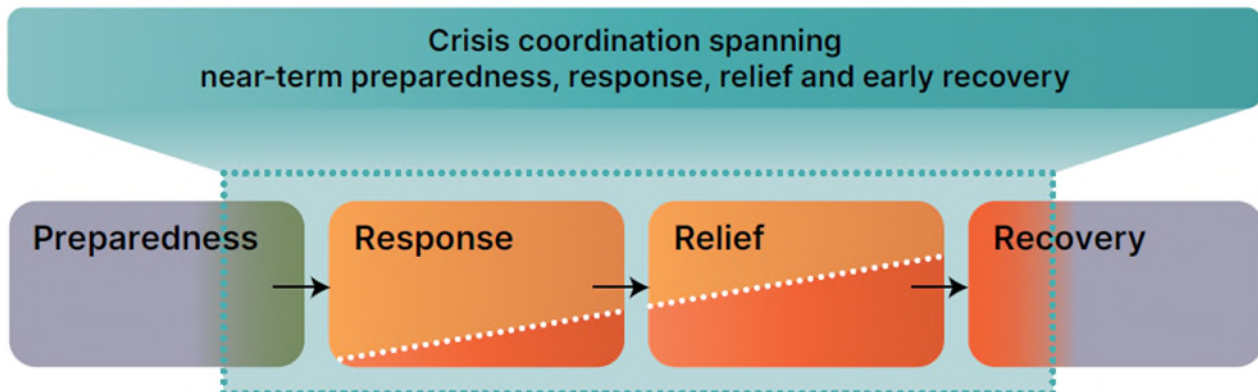 Crisis coordination spanning
near-term preparedness, response, relief and early recovery
Preparedness
Response
Relief
Recovery